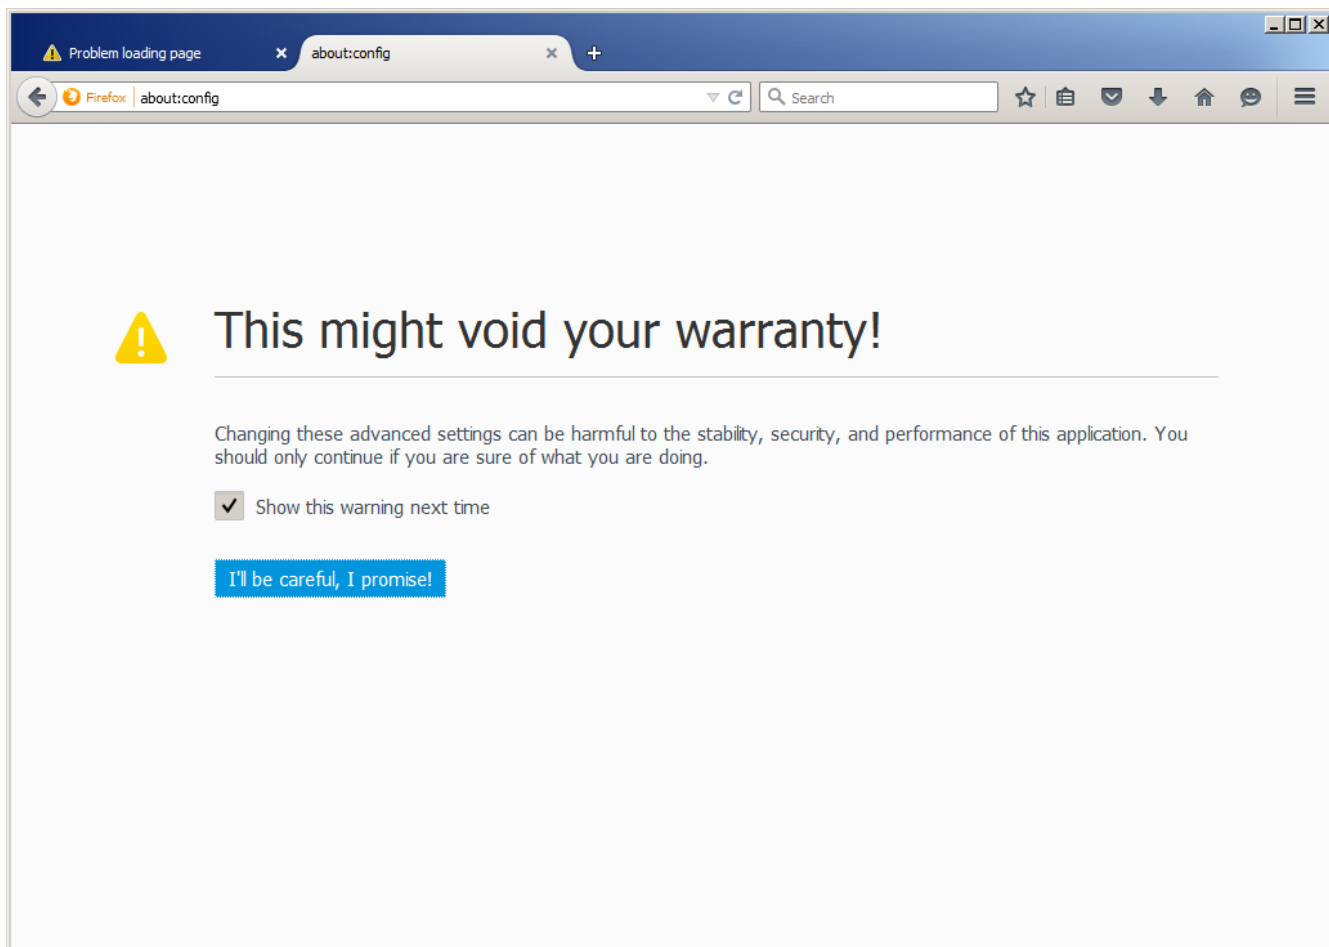 Problem loading page
about:config
Firefox about:config
Search
This might void your warranty!
Changing these advanced settings can be harmful to the stability, security, and performance of this application. You
should only continue if you are sure of what you are doing.
Show this warning next time
I'll be careful, I promise!